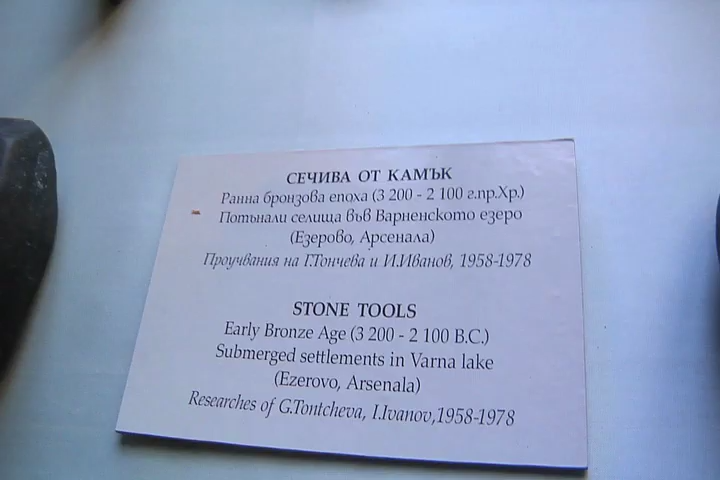 СЕЧИВА ОТ КАМЪК
Ранна бронзова епоха (3 200 - 2 100 г.пр.Хр.)
Потънали селища във Варненското езеро
(Езерово, Арсенала)
Проучвания на Г.Тончева и И.Иванов, 1958-1978
STONE TOOLS
Early Bronze Age (3 200 - 2 100 B.C.)
Submerged settlements in Varna lake
(Ezerovo, Arsenala)
Researches of G.Tontcheva, I.Ivanov,1958-1978